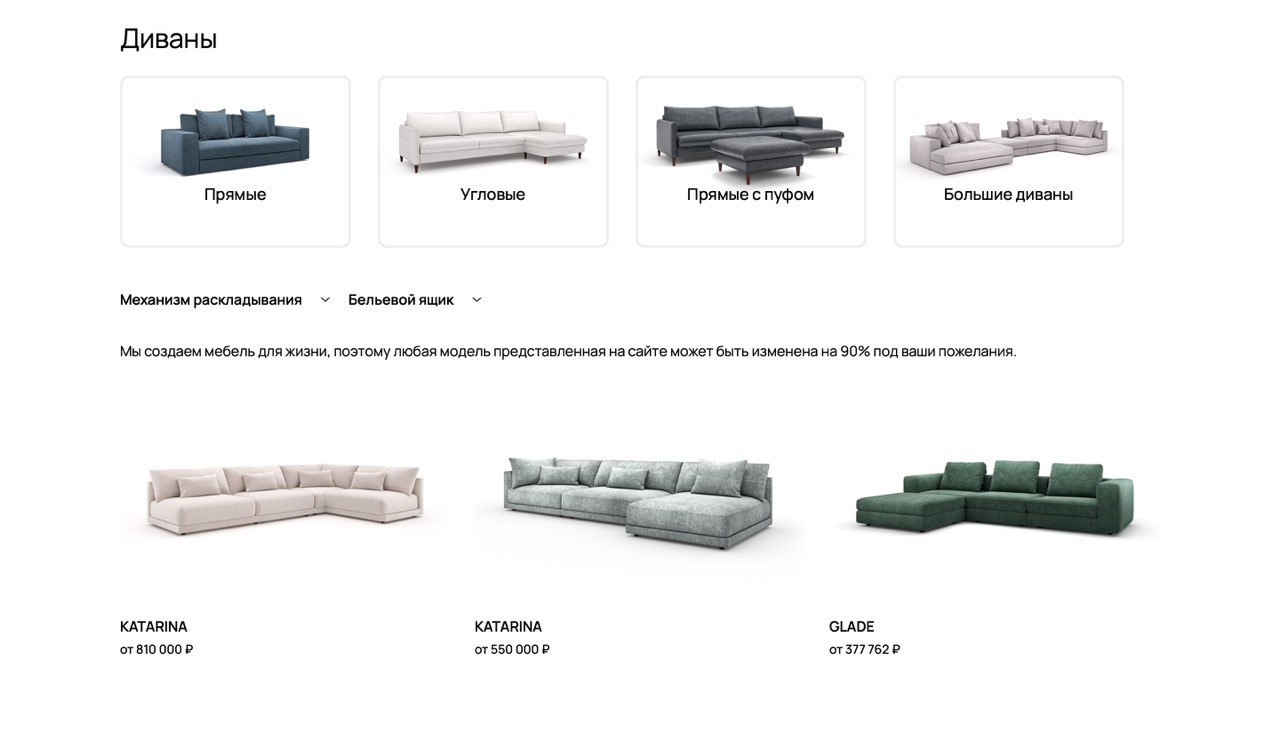 Диваны
Прямые
Угловые
Прямые с пуфом
Большие диваны
Механизм раскладывания
Бельевой ящик
Мы создаем мебель для жизни, поэтому любая модель представленная на сайте может быть изменена на 90% под ваши пожелания.
KATARINA
от 810 000 ₽
KATARINA
от 550 000 ₽
GLADE
от 377 762 ₽